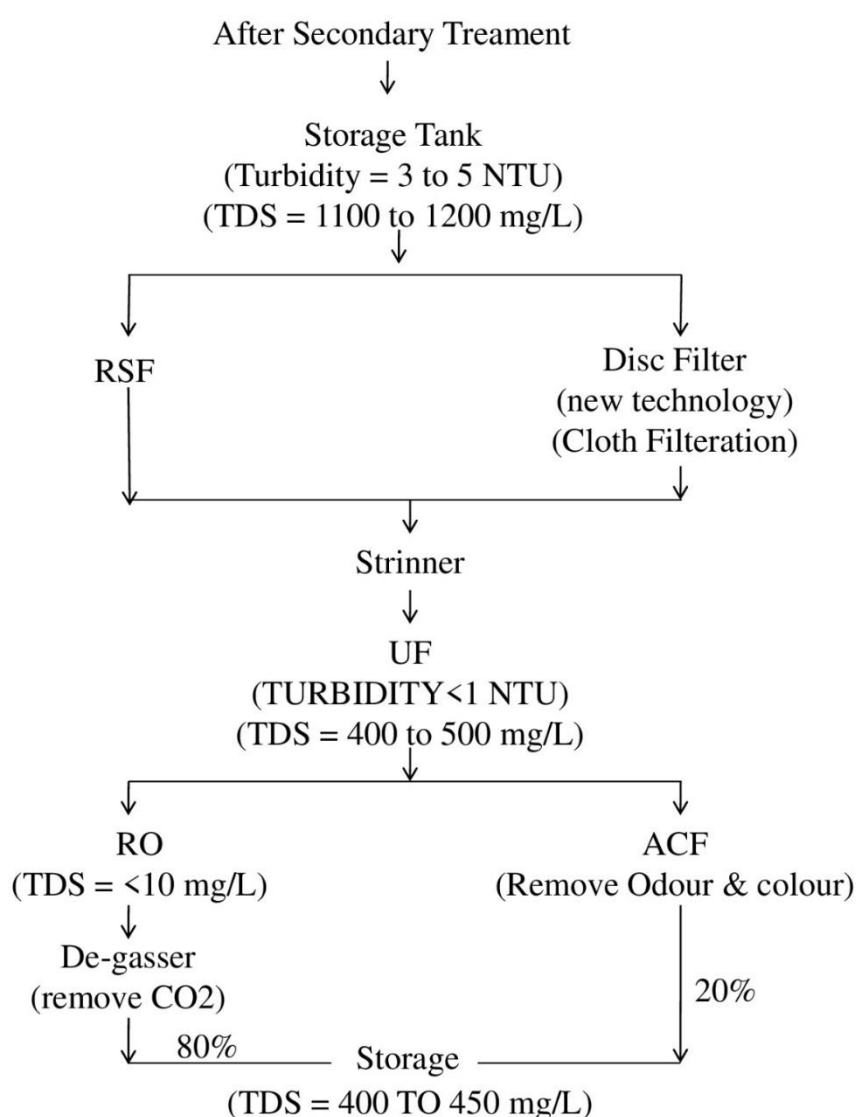 After Secondary Treament
Storage Tank
(Turbidity = 3 to 5 NTU)
(TDS = 1100 to 1200 mg/L)
RSF
Disc Filter
(new technology)
(Cloth Filteration)
Strinner
UF
(TURBIDITY<1 NTU)
(TDS = 400 to 500 mg/L)
RO
(TDS = <10 mg/L)
ACF
(Remove Odour & colour)
De-gasser
(remove CO2)
20%
80%
Storage
(TDS = 400 TO 450 mg/L)